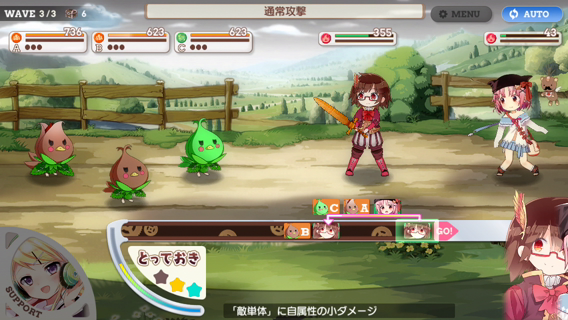 WAVE 3/3 6
通常攻撃
MENU
AUTO
736
A
623
B
623
C
355
43
C A
B
GO!
とっておき
SUPPORT
「敵単体」に自属性の小ダメージ